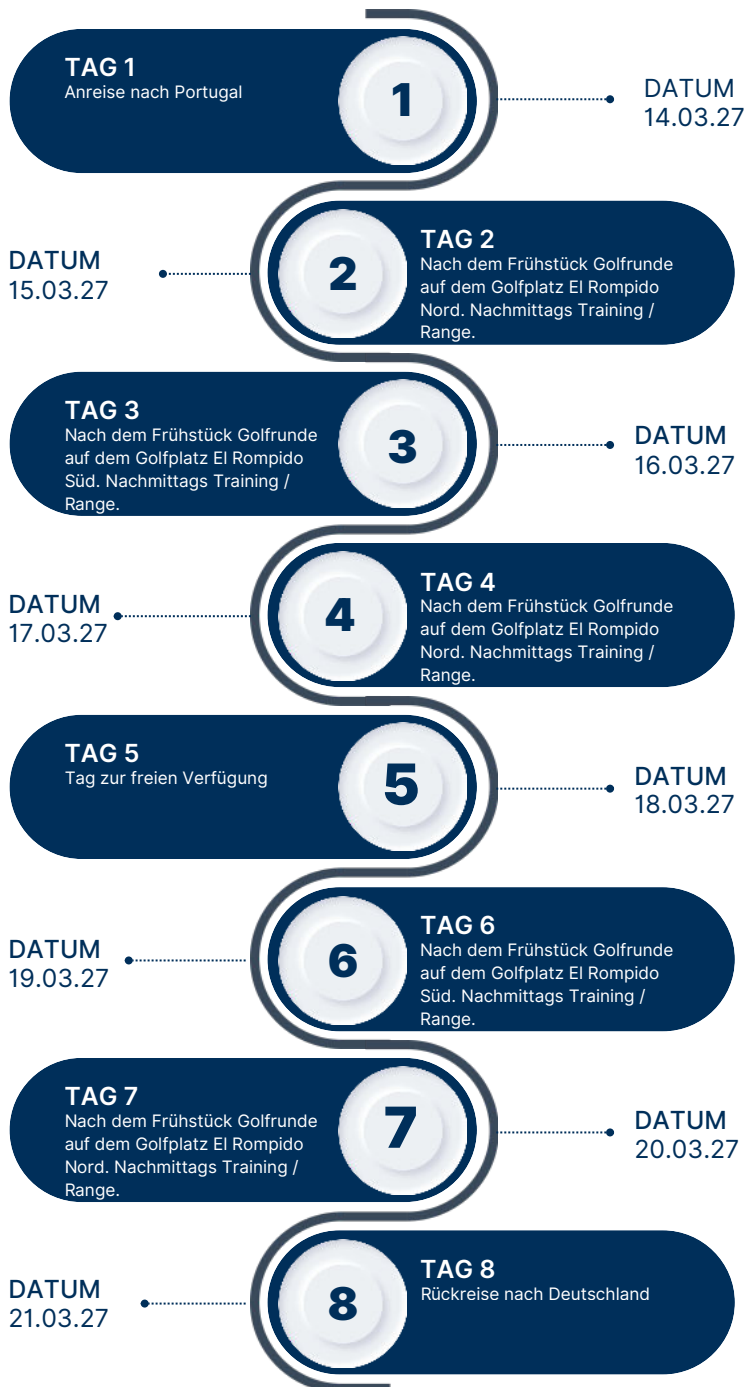 TAG 1
Anreise nach Portugal
1
DATUM
14.03.27
DATUM
15.03.27
2
TAG 2
Nach dem Frühstück Golfrunde
auf dem Golfplatz El Rompido
Nord. Nachmittags Training /
Range.
TAG 3
Nach dem Frühstück Golfrunde
auf dem Golfplatz El Rompido
Süd. Nachmittags Training /
Range.
3
DATUM
16.03.27
DATUM
17.03.27
4
TAG 4
Nach dem Frühstück Golfrunde
auf dem Golfplatz El Rompido
Nord. Nachmittags Training /
Range.
TAG 5
Tag zur freien Verfügung
5
DATUM
18.03.27
DATUM
19.03.27
6
TAG 6
Nach dem Frühstück Golfrunde
auf dem Golfplatz El Rompido
Süd. Nachmittags Training /
Range.
TAG 7
Nach dem Frühstück Golfrunde
auf dem Golfplatz El Rompido
Nord. Nachmittags Training /
Range.
7
DATUM
20.03.27
DATUM
21.03.27
8
TAG 8
Rückreise nach Deutschland